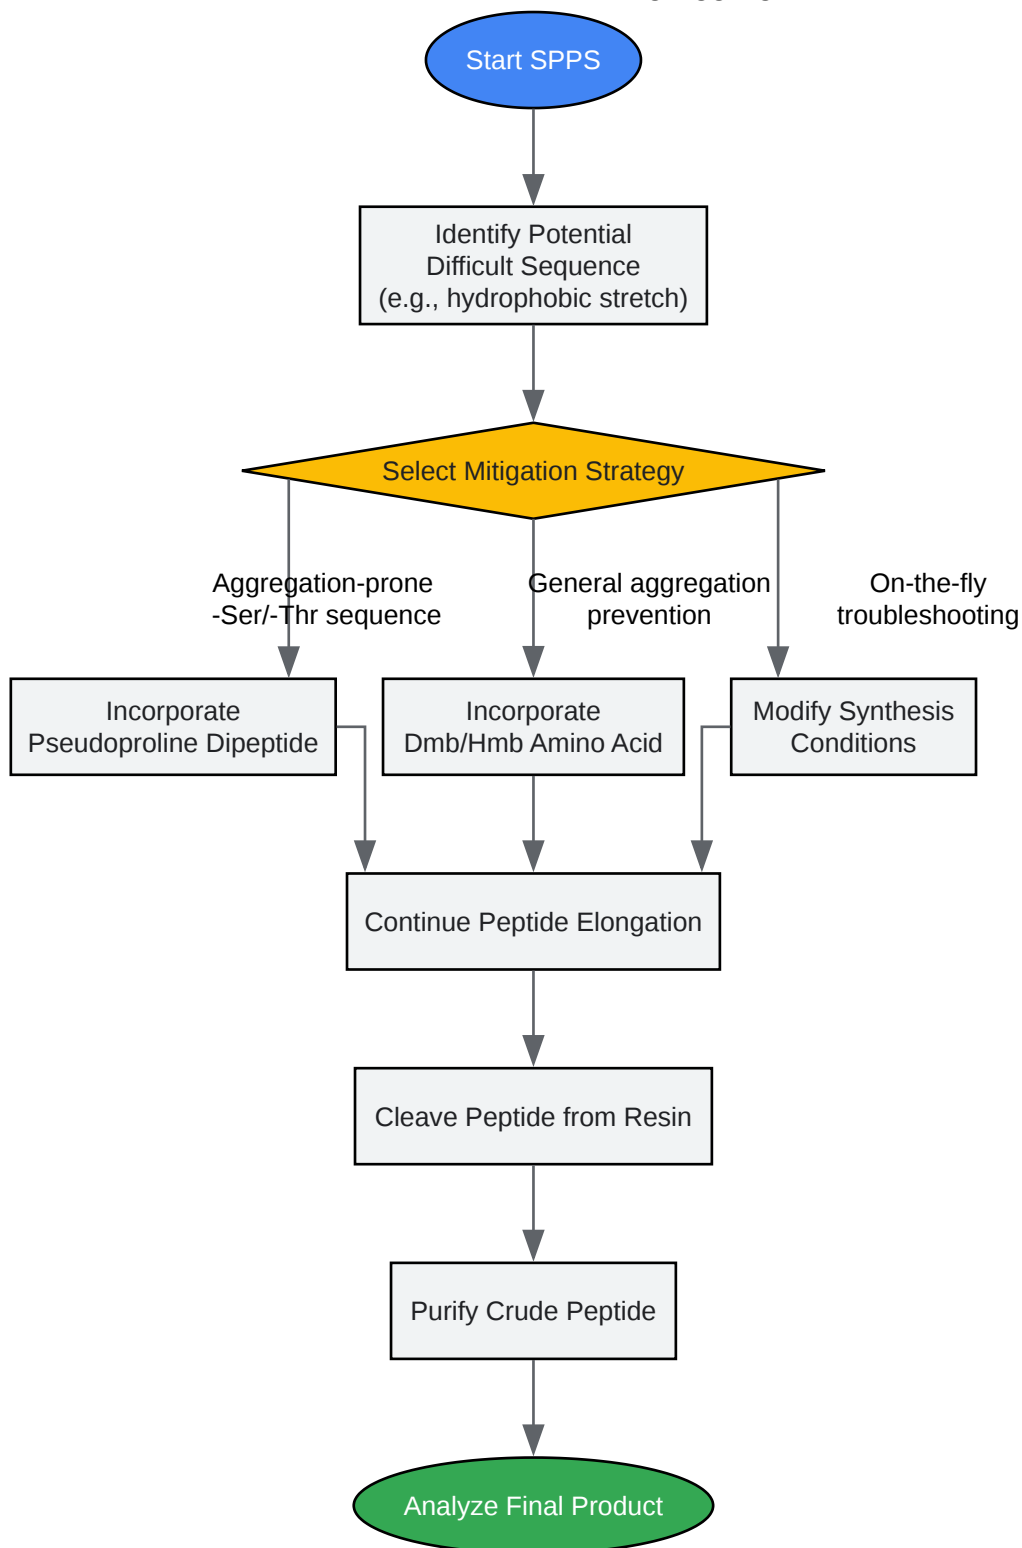 Start SPPS
Identify Potential
Difficult Sequence
(e.g., hydrophobic stretch)
Select Mitigation Strategy
Aggregation-prone
-Ser/-Thr sequence
General aggregation
prevention
On-the-fly
troubleshooting
Incorporate
Pseudoproline Dipeptide
Incorporate
Dmb/Hmb Amino Acid
Modify Synthesis
Conditions
Continue Peptide Elongation
Cleave Peptide from Resin
Purify Crude Peptide
Analyze Final Product